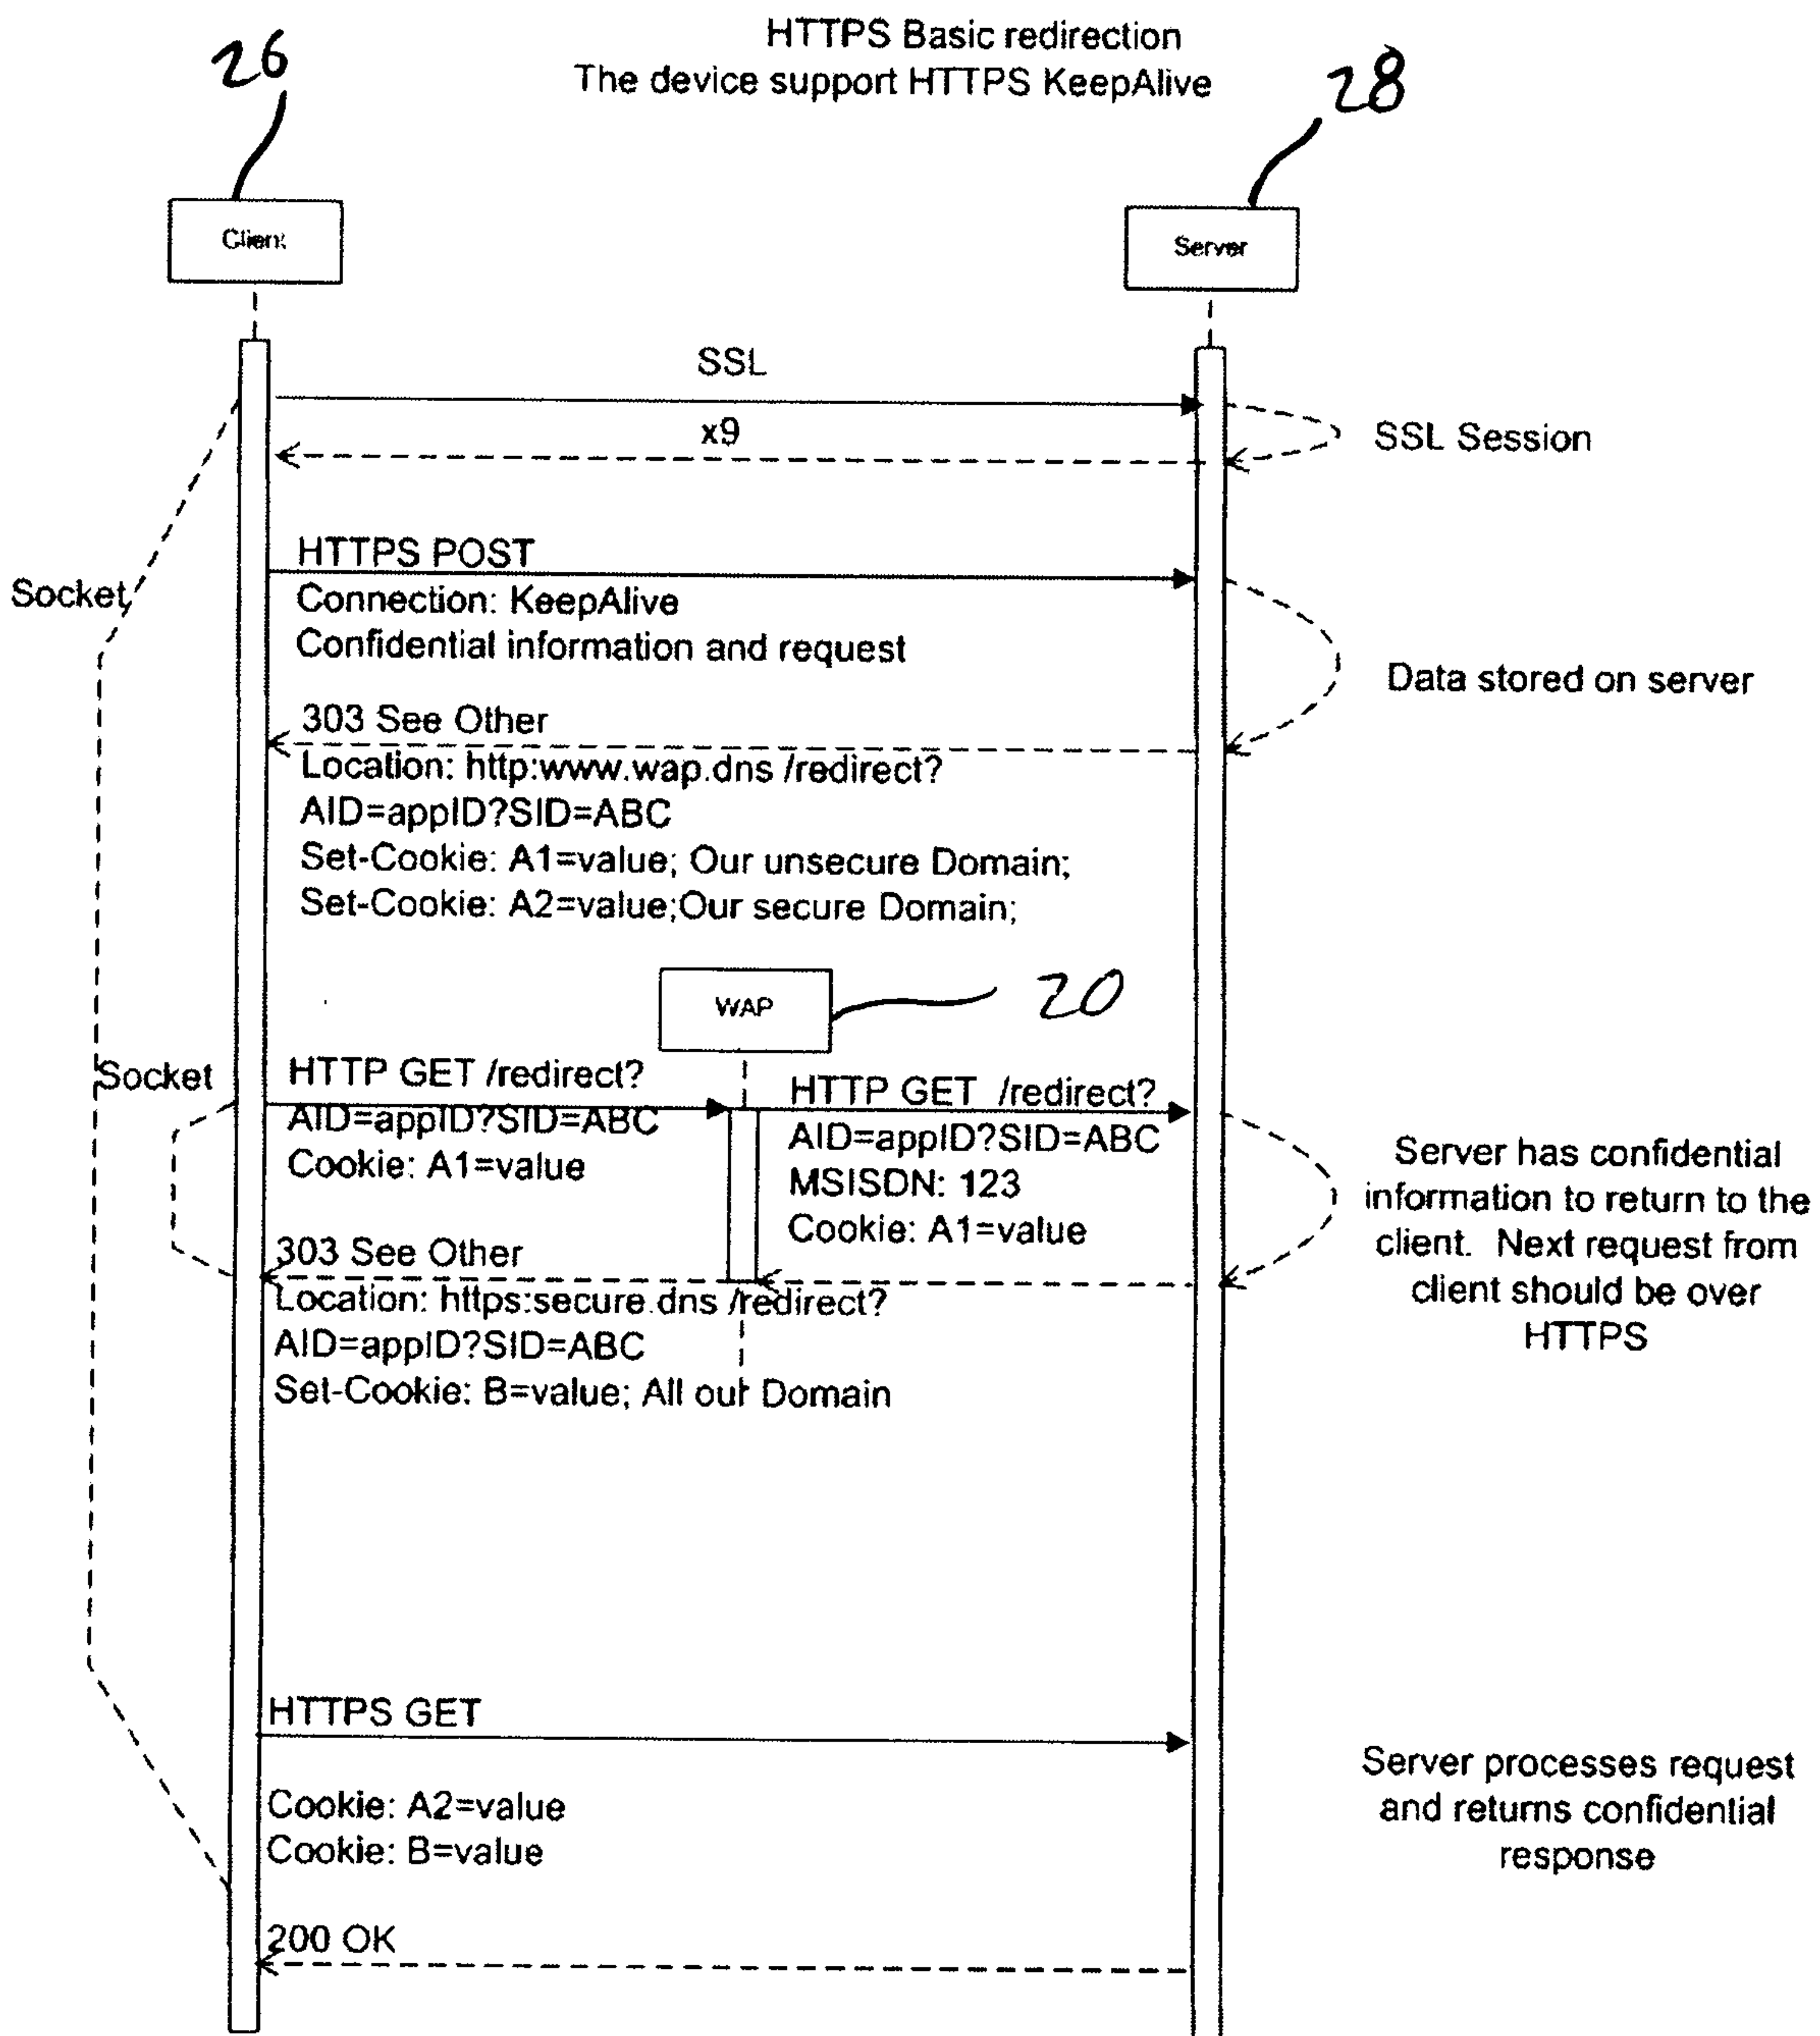 HTTPS Basic redirection
The device support HTTPS KeepAlive
26
28
Client
Server
SSL
x9
SSL Session
HTTPS POST
Socket
Connection: KeepAlive
Confidential information and request
Data stored on server
303 See Other
Location: http:www.wap.dns /redirect?
AID=appID?SID=ABC
Set-Cookie: A1=value; Our unsecure Domain;
Set-Cookie: A2=value;Our secure Domain;
WAP
20
Socket
HTTP GET /redirect?
AID=appID?SID=ABC
Cookie: A1=value
HTTP GET /redirect?
AID=appID?SID=ABC
MSISDN: 123
Cookie: A1=value
Server has confidential
information to return to the
client. Next request from
client should be over
HTTPS
303 See Other
Location: https:secure.dns /redirect?
AID=appID?SID=ABC
Set-Cookie: B=value; All our Domain
HTTPS GET
Cookie: A2=value
Cookie: B=value
Server processes request
and returns confidential
response
200 OK